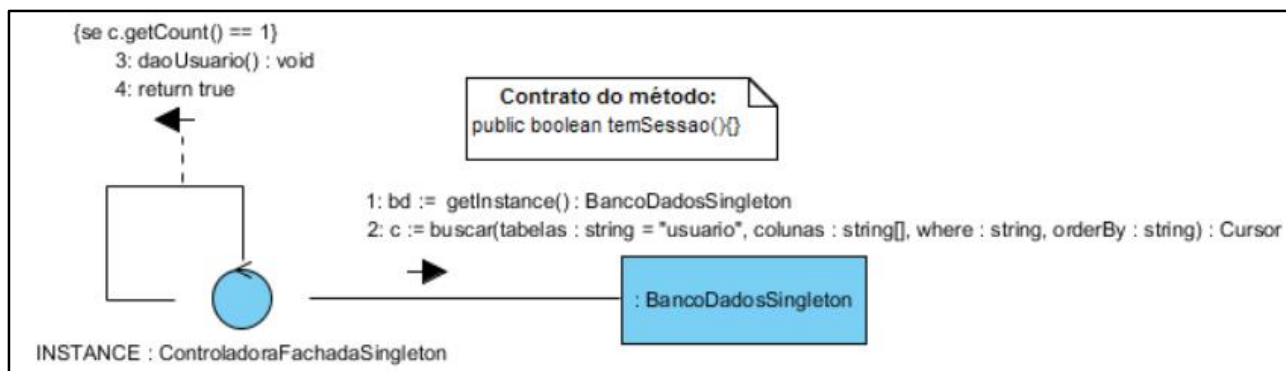 {se c.getCount() == 1}
3: daoUsuario() : void
4: return true
Contrato do método:
public boolean temSessao(){}
1: bd := getInstance() : BancoDadosSingleton
2: c := buscar(tabelas : string = "usuario", colunas : string[], where : string, orderBy : string) : Cursor
: BancoDadosSingleton
INSTANCE : ControladoraFachadaSingleton